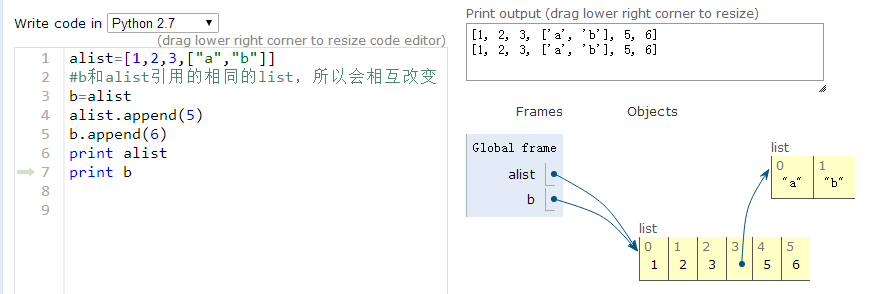 Write code in Python 2.7
(drag lower right corner to resize code editor)
1 alist=[1,2,3,["a","b"]]
2 #b和alist引用的相同的list，所以会相互改变
3 b=alist
4 alist.append(5)
5 b.append(6)
6 print alist
7 print b
8
9
Print output (drag lower right corner to resize)
[1, 2, 3, ['a', 'b'], 5, 6]
[1, 2, 3, ['a', 'b'], 5, 6]
Frames Objects
Global frame
alist
b
list
0 1
"a" "b"
list
0 1 2 3 4 5
1 2 3 5 6